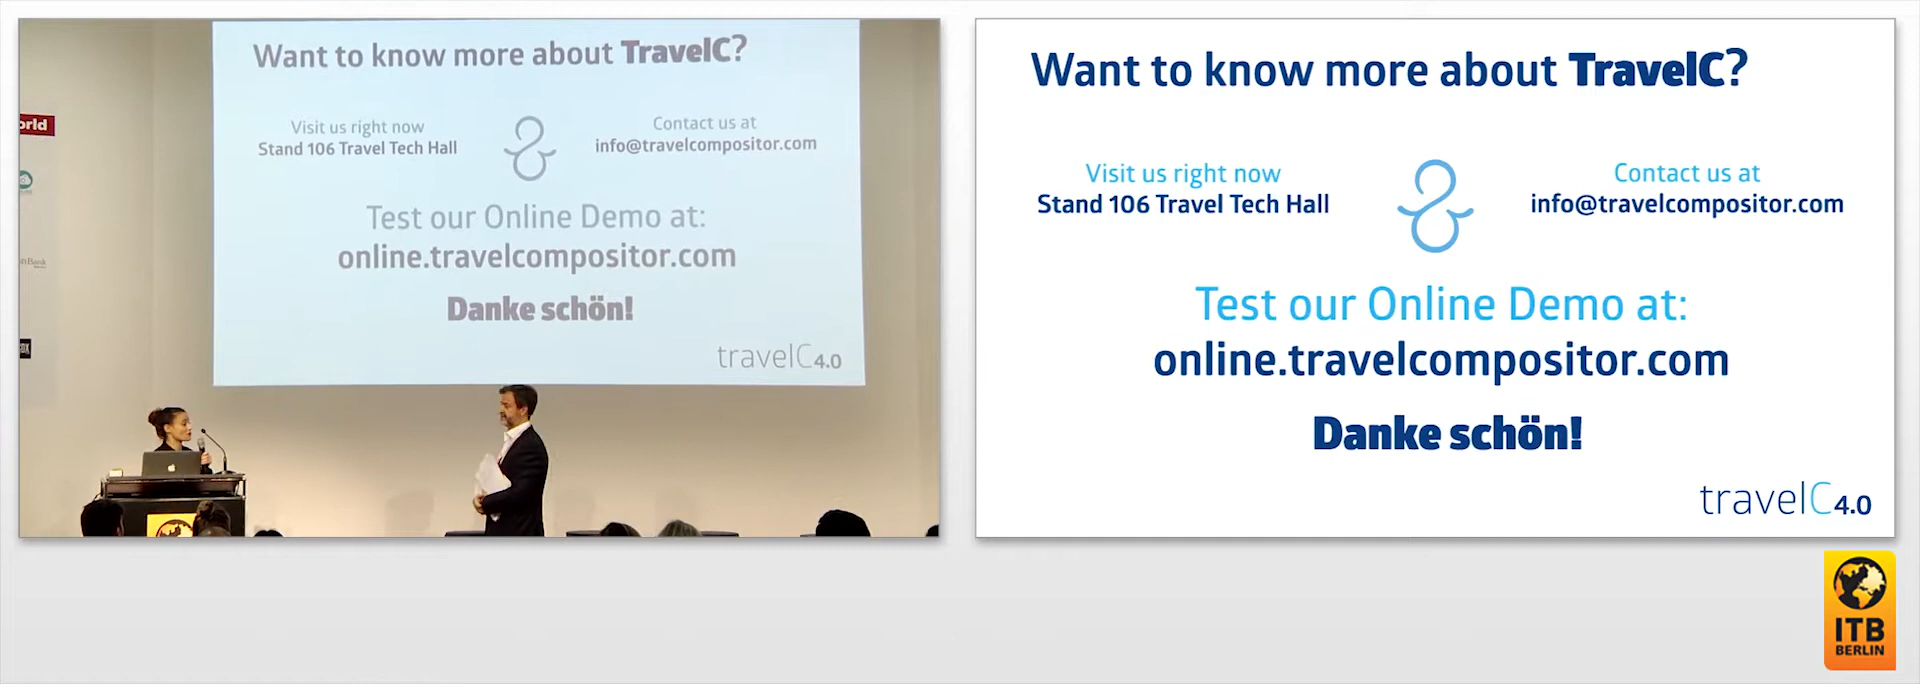 Want to know more about TravelC?
Visit us right now
Stand 106 Travel Tech Hall
Contact us at
info@travelcompositor.com
Test our Online Demo at:
online.travelcompositor.com
Danke schön!
travelC4.0
orld
Want to know more about TravelC?
Visit us right now
Stand 106 Travel Tech Hall
&
Contact us at
info@travelcompositor.com
Test our Online Demo at:
online.travelcompositor.com
Danke schön!
travelC4.0
ITB
BERLIN